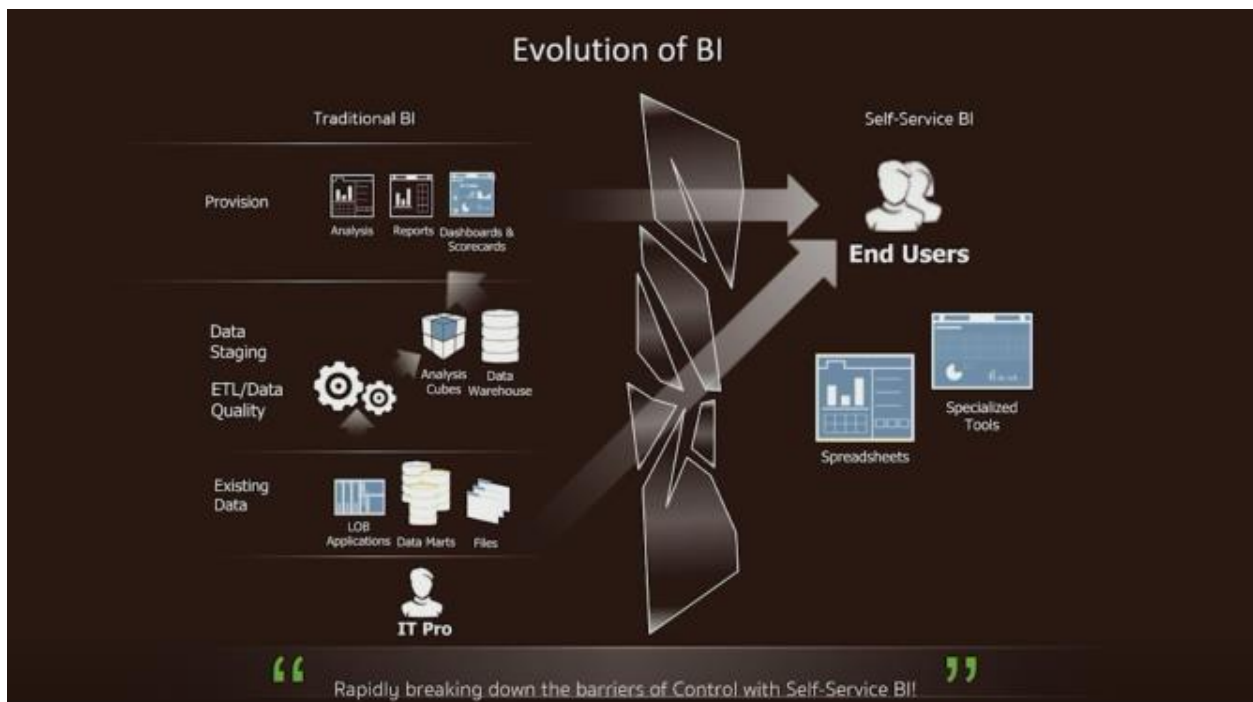 Evolution of BI
Traditional BI
Self-Service BI
Provision
Analysis
Reports
Dashboards &
Scorecards
End Users
Data
Staging
ETL/Data
Quality
Analysis
Cubes
Data
Warehouse
Specialized
Tools
Spreadsheets
Existing
Data
LOB
Applications
Data Marts
Files
IT Pro
“ Rapidly breaking down the barriers of Control with Self-Service BI! ”